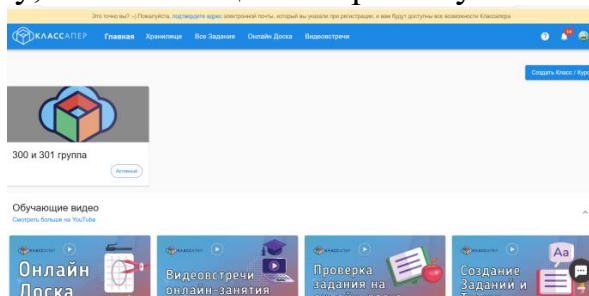 Это точно вы? :-) Пожалуйста, подтвердите адрес электронной почты, который вы указали при регистрации, и вам будут доступны все возможности Классапера
КЛАССАПЕР Главная Хранилище Все Задания Онлайн Доска Видеовстречи
Создать Класс / Курс
300 и 301 группа
Активный
Обучающие видео
Смотреть больше на YouTube
КЛАССАПЕР КЛАССАПЕР КЛАССАПЕР КЛАССАПЕР
Онлайн Видеовстречи Проверка Создание
Доска онлайн-занятия задания на Заданий и
Aa